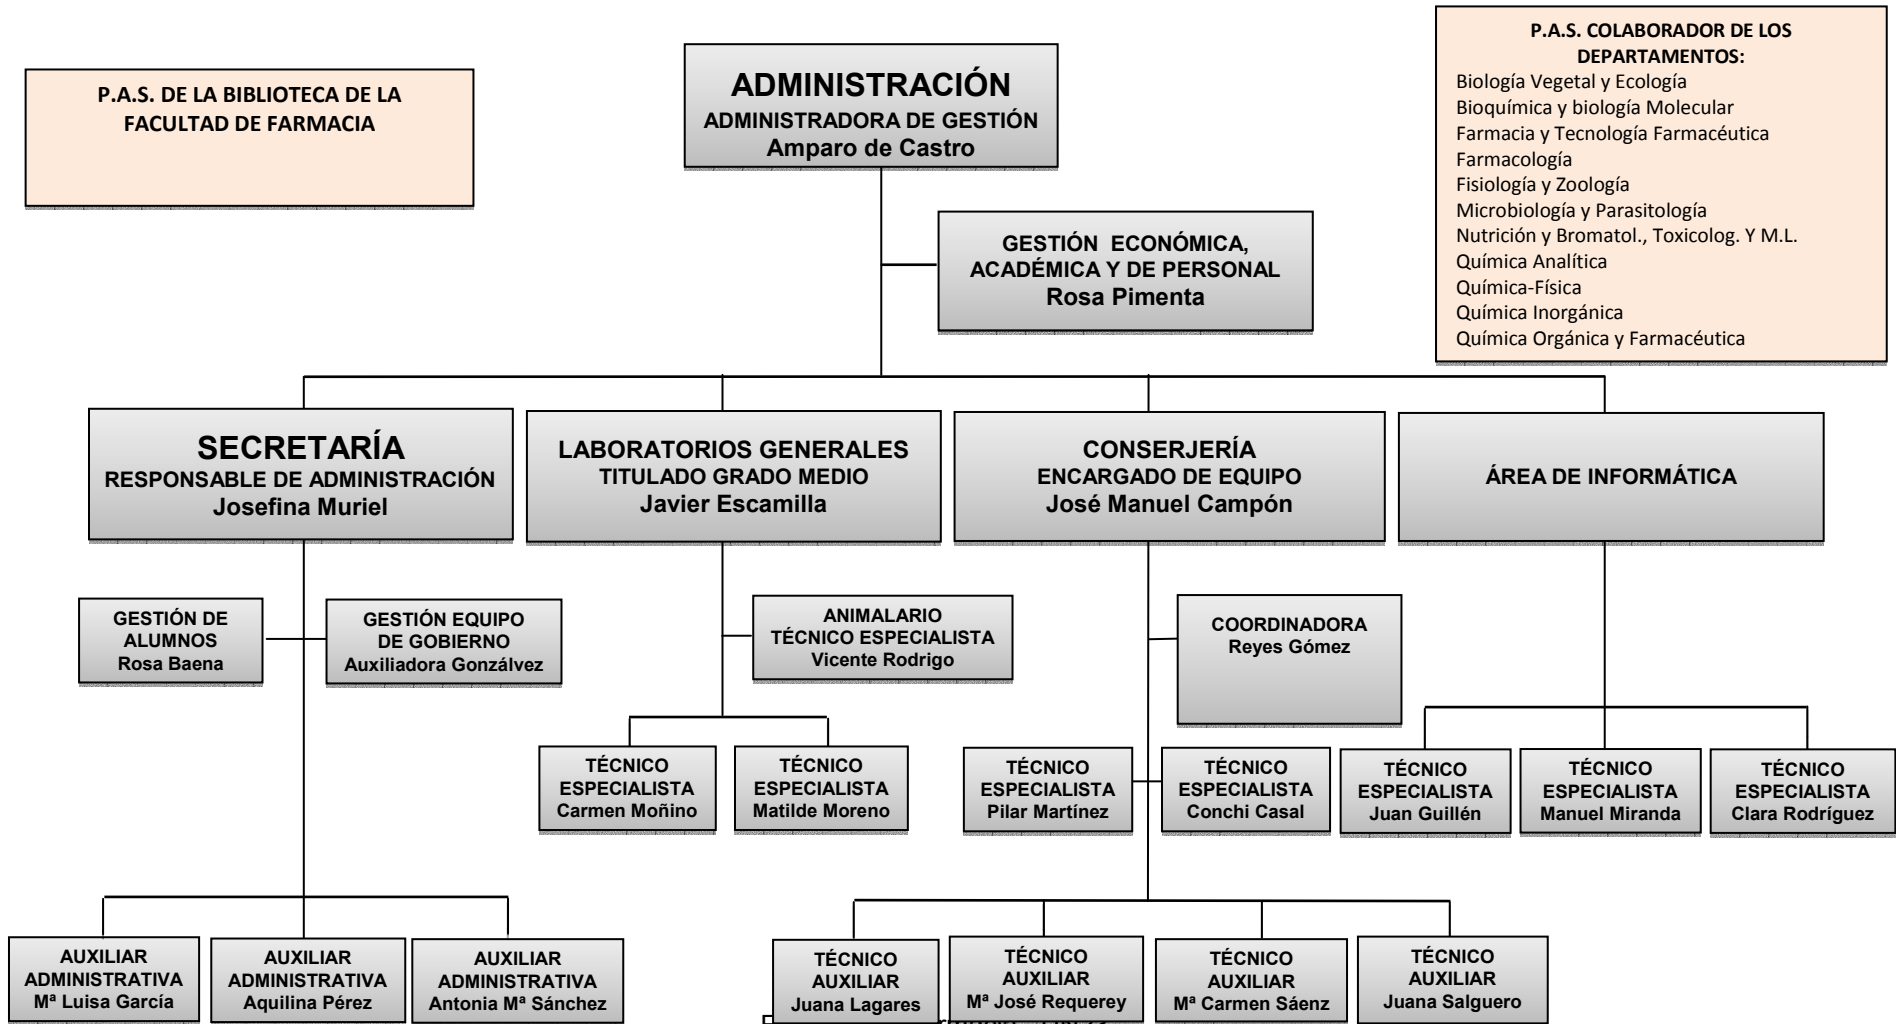 P.A.S. DE LA BIBLIOTECA DE LA
FACULTAD DE FARMACIA
ADMINISTRACIÓN
ADMINISTRADORA DE GESTIÓN
Amparo de Castro
P.A.S. COLABORADOR DE LOS
DEPARTAMENTOS:
Biología Vegetal y Ecología
Bioquímica y biología Molecular
Farmacia y Tecnología Farmacéutica
Farmacología
Fisiología y Zoología
Microbiología y Parasitología
Nutrición y Bromatol., Toxicolog. Y M.L.
Química Analítica
Química-Física
Química Inorgánica
Química Orgánica y Farmacéutica
GESTIÓN ECONÓMICA,
ACADÉMICA Y DE PERSONAL
Rosa Pimenta
SECRETARÍA
RESPONSABLE DE ADMINISTRACIÓN
Josefina Muriel
LABORATORIOS GENERALES
TITULADO GRADO MEDIO
Javier Escamilla
CONSERJERÍA
ENCARGADO DE EQUIPO
José Manuel Campón
ÁREA DE INFORMÁTICA
GESTIÓN DE
ALUMNOS
Rosa Baena
GESTIÓN EQUIPO
DE GOBIERNO
Auxiliadora Gonzálvez
ANIMALARIO
TÉCNICO ESPECIALISTA
Vicente Rodrigo
COORDINADORA
Reyes Gómez
TÉCNICO
ESPECIALISTA
Carmen Moñino
TÉCNICO
ESPECIALISTA
Matilde Moreno
TÉCNICO
ESPECIALISTA
Pilar Martínez
TÉCNICO
ESPECIALISTA
Conchi Casal
TÉCNICO
ESPECIALISTA
Juan Guillén
TÉCNICO
ESPECIALISTA
Manuel Miranda
TÉCNICO
ESPECIALISTA
Clara Rodríguez
AUXILIAR
ADMINISTRATIVA
Mª Luisa García
AUXILIAR
ADMINISTRATIVA
Aquilina Pérez
AUXILIAR
ADMINISTRATIVA
Antonia Mª Sánchez
TÉCNICO
AUXILIAR
Juana Lagares
TÉCNICO
AUXILIAR
Mª José Requerey
TÉCNICO
AUXILIAR
Mª Carmen Sáenz
TÉCNICO
AUXILIAR
Juana Salguero